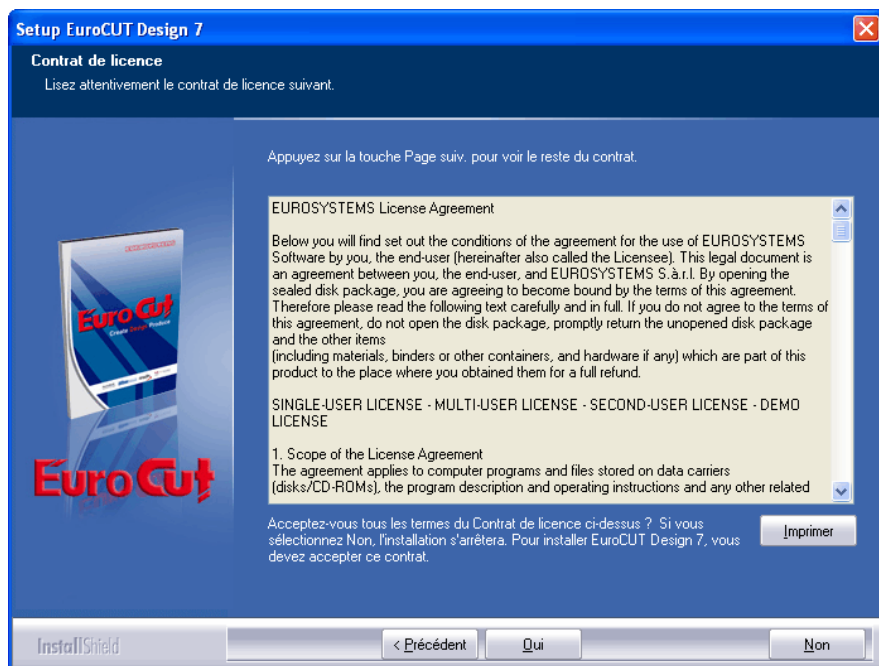 Setup EuroCUT Design 7
Contrat de licence
Lisez attentivement le contrat de licence suivant.
Appuyez sur la touche Page suiv. pour voir le reste du contrat.
EUROSYSTEMS License Agreement
Below you will find set out the conditions of the agreement for the use of EUROSYSTEMS
Software by you, the end-user (hereinafter also called the Licensee). This legal document is
an agreement between you, the end-user, and EUROSYSTEMS S.à.r.l. By opening the
sealed disk package, you are agreeing to become bound by the terms of this agreement.
Therefore please read the following text carefully and in full. If you do not agree to the terms of
this agreement, do not open the disk package, promptly return the unopened disk package
and the other items
(including materials, binders or other containers, and hardware if any) which are part of this
product to the place where you obtained them for a full refund.
SINGLE-USER LICENSE - MULTI-USER LICENSE - SECOND-USER LICENSE - DEMO
LICENSE
1. Scope of the License Agreement
The agreement applies to computer programs and files stored on data carriers
(disks/CD-ROMs), the program description and operating instructions and any other related
Euro Cut
Create Design Produce
Euro Cut
Acceptez-vous tous les termes du Contrat de licence ci-dessus ? Si vous
sélectionnez Non, l'installation s'arrêtera. Pour installer EuroCUT Design 7, vous
devez accepter ce contrat.
Imprimer
InstallShield
< Précédent
Oui
Non